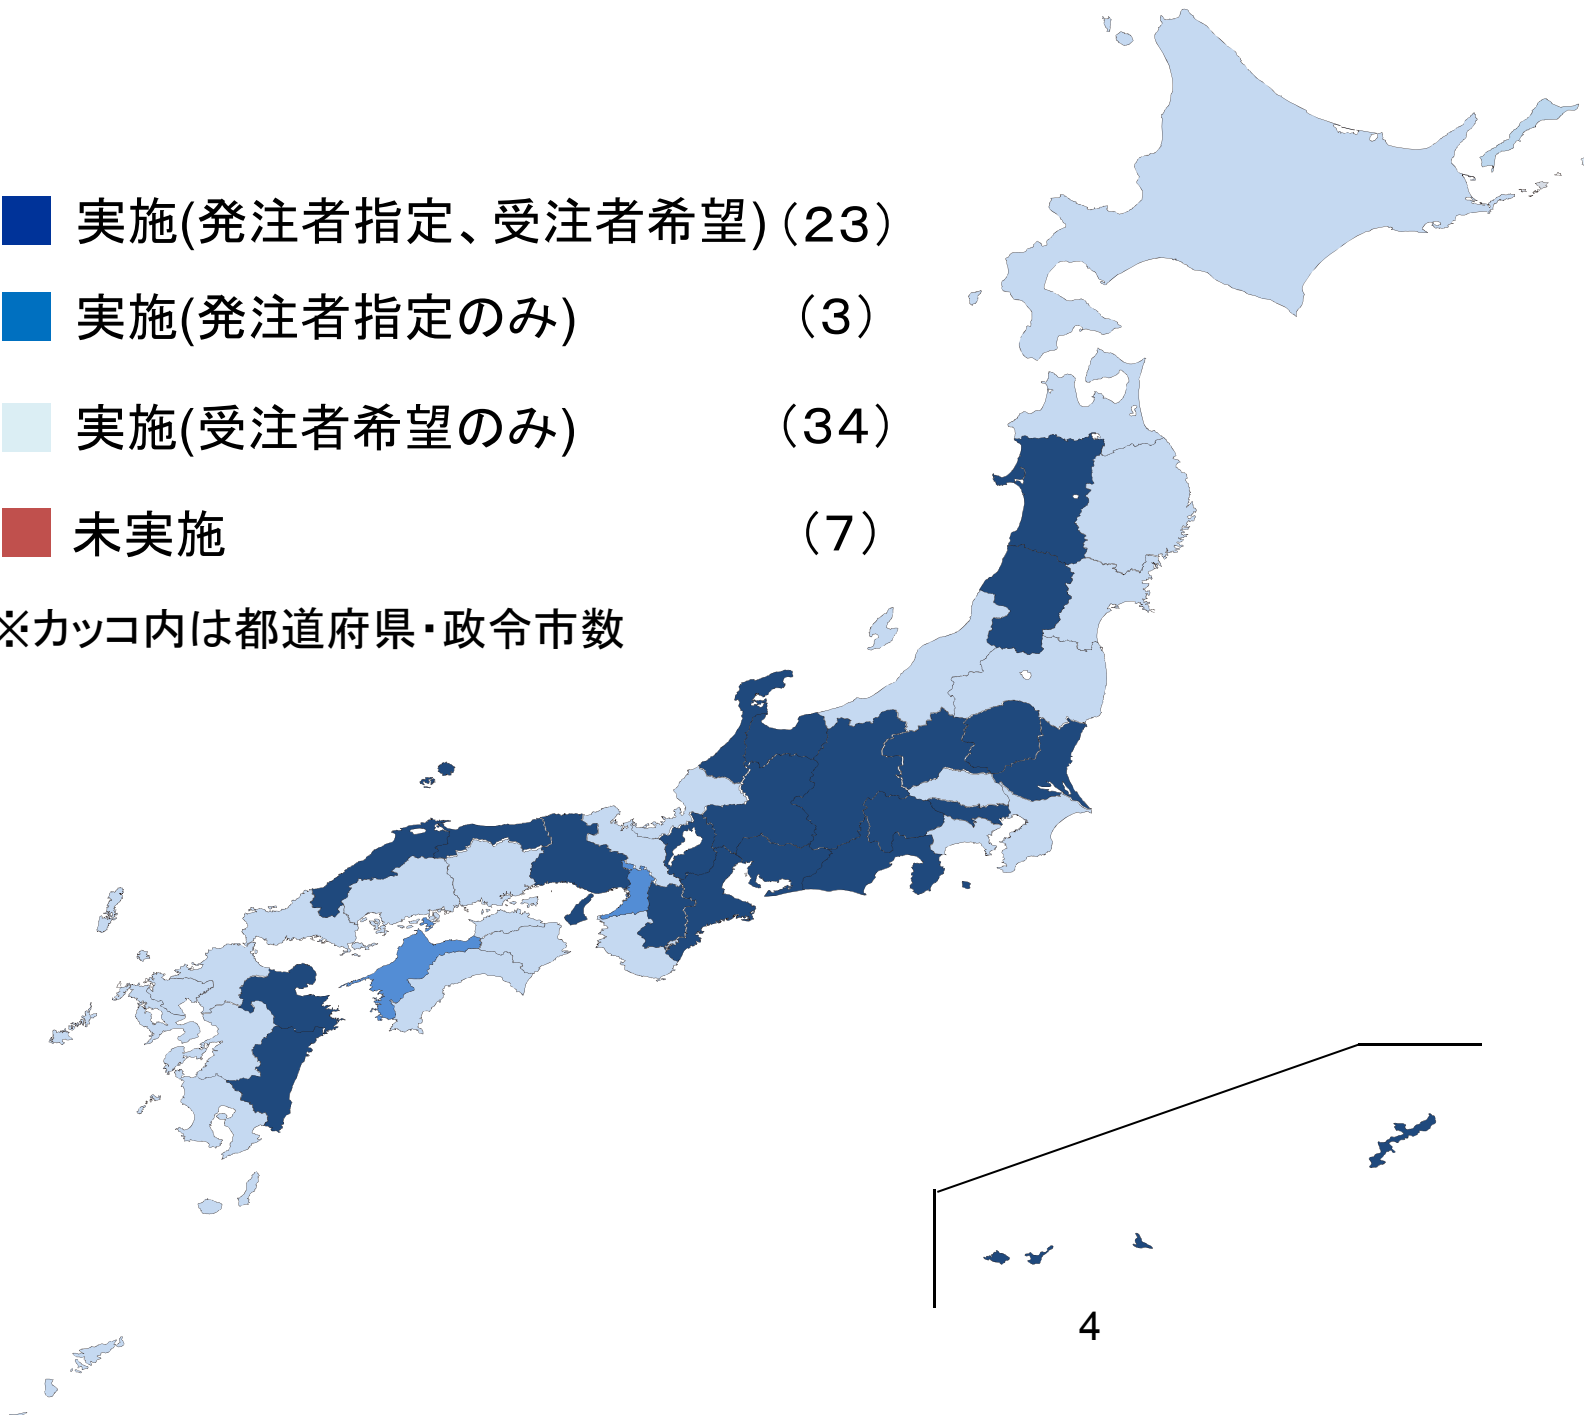 実施(発注者指定、受注者希望)（23）
実施(発注者指定のみ)（3）
実施(受注者希望のみ)（34）
未実施（7）
※カッコ内は都道府県・政令市数
4